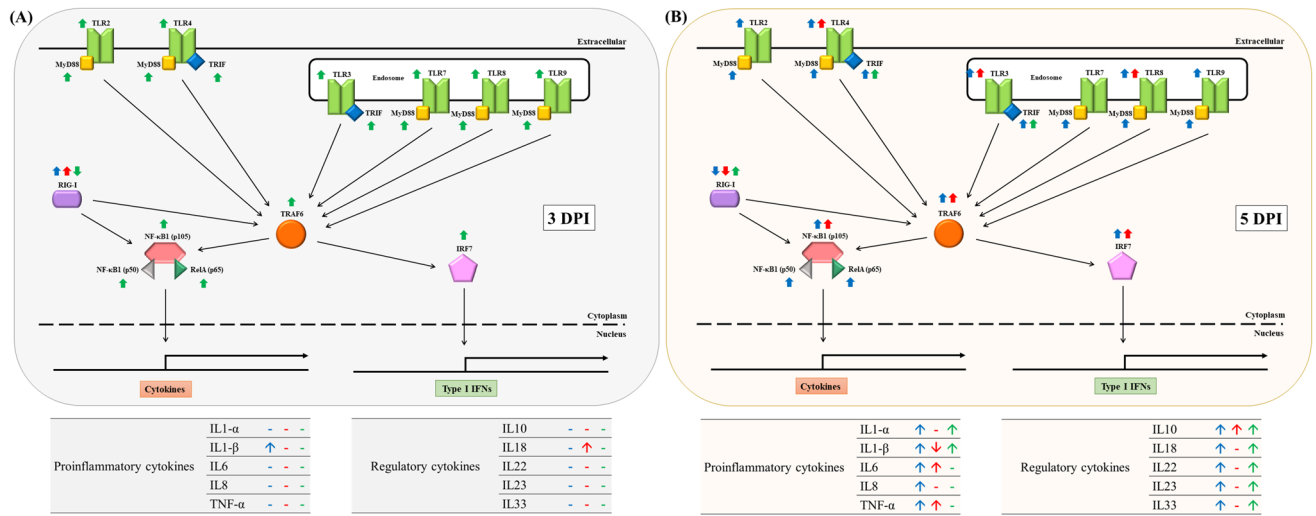 (A)
TLR2
TLR4
Extracellular
MyD88
MyD88
TRIF
TLR3
Endosome
TLR7
TLR8
TLR9
TRIF
MyD88
MyD88
MyD88
RIG-I
TRAF6
3 DPI
NF-κB1 (p105)
IRF7
NF-κB1 (p50)
RelA (p65)
Cytoplasm
Nucleus
Cytokines
Type I IFNs
Proinflammatory cytokines
IL1-α - - -
IL1-β ↑ - -
IL6 - - -
IL8 - - -
TNF-α - - -
Regulatory cytokines
IL10 - - -
IL18 - ↑ -
IL22 - - -
IL23 - - -
IL33 - - -
(B)
TLR2
TLR4
Extracellular
MyD88
MyD88
TRIF
TLR3
Endosome
TLR7
TLR8
TLR9
TRIF
MyD88
MyD88
MyD88
RIG-I
TRAF6
5 DPI
NF-κB1 (p105)
IRF7
NF-κB1 (p50)
RelA (p65)
Cytoplasm
Nucleus
Cytokines
Type I IFNs
Proinflammatory cytokines
IL1-α ↑ - ↑
IL1-β ↑ ↓ ↑
IL6 ↑ ↑ -
IL8 ↑ - -
TNF-α ↑ ↑ -
Regulatory cytokines
IL10 ↑ ↑ ↑
IL18 ↑ - ↑
IL22 ↑ - ↑
IL23 ↑ - ↑
IL33 ↑ - ↑